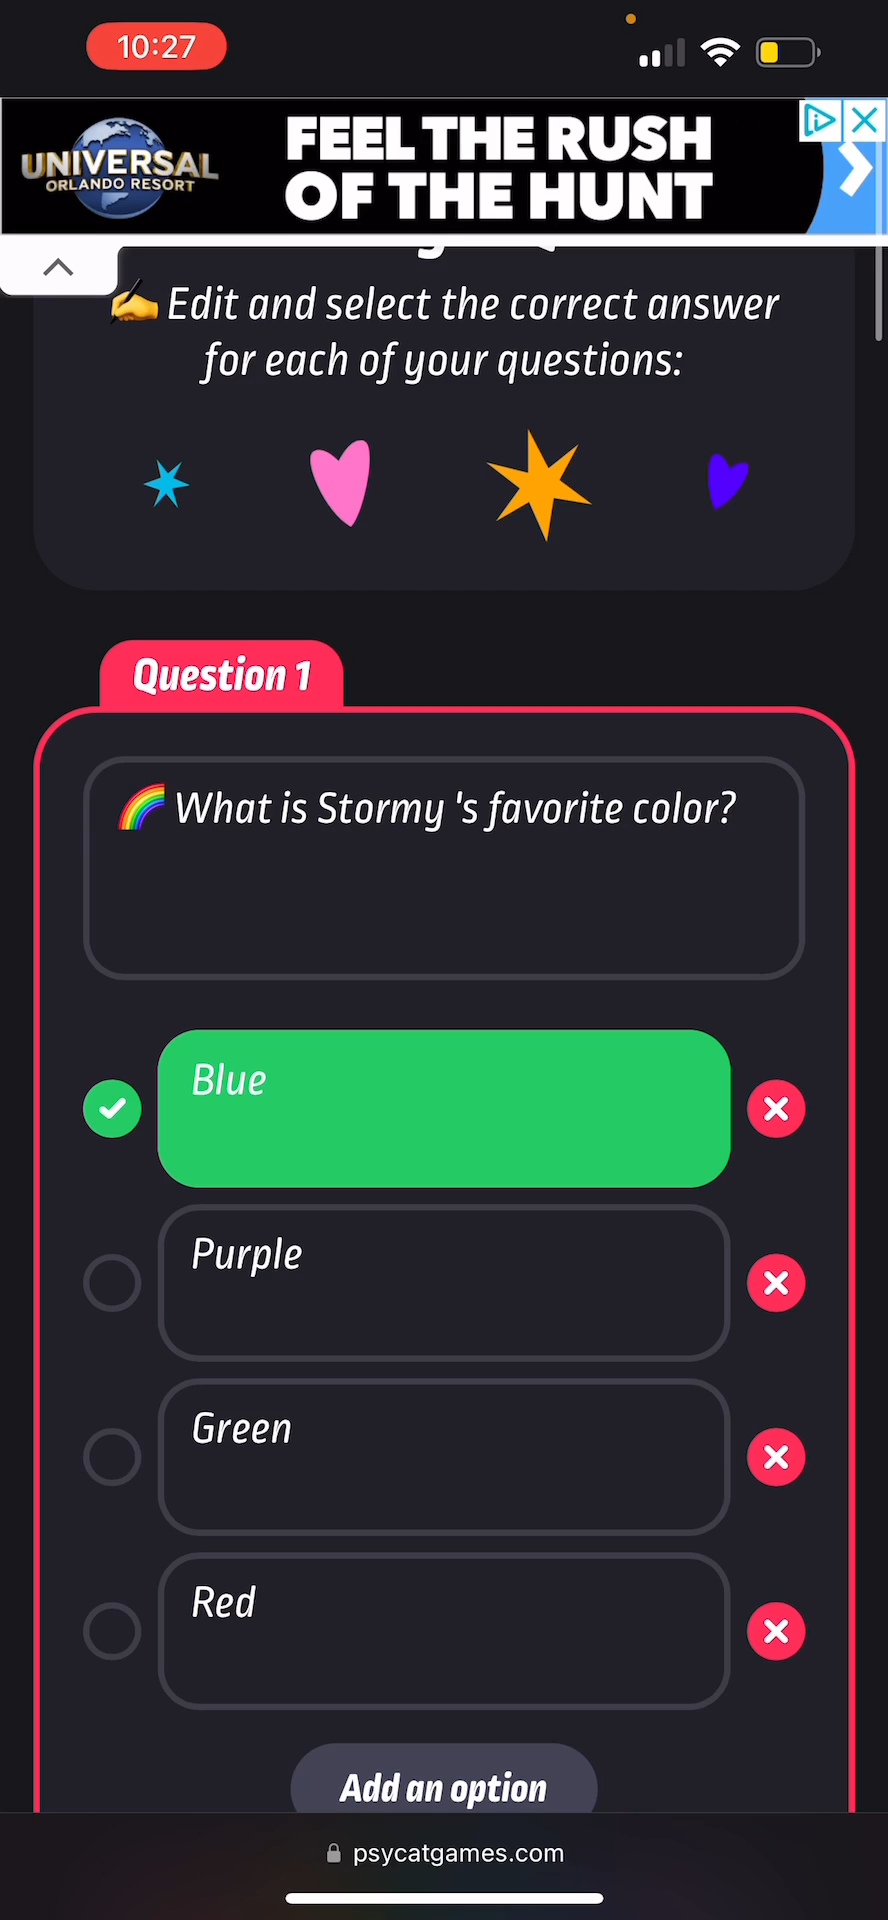 10:27
UNIVERSAL
ORLANDO RESORT
FEEL THE RUSH
OF THE HUNT
✍️ Edit and select the correct answer
for each of your questions:
Question 1
🌈 What is Stormy 's favorite color?
Blue
Purple
Green
Red
Add an option
psycatgames.com